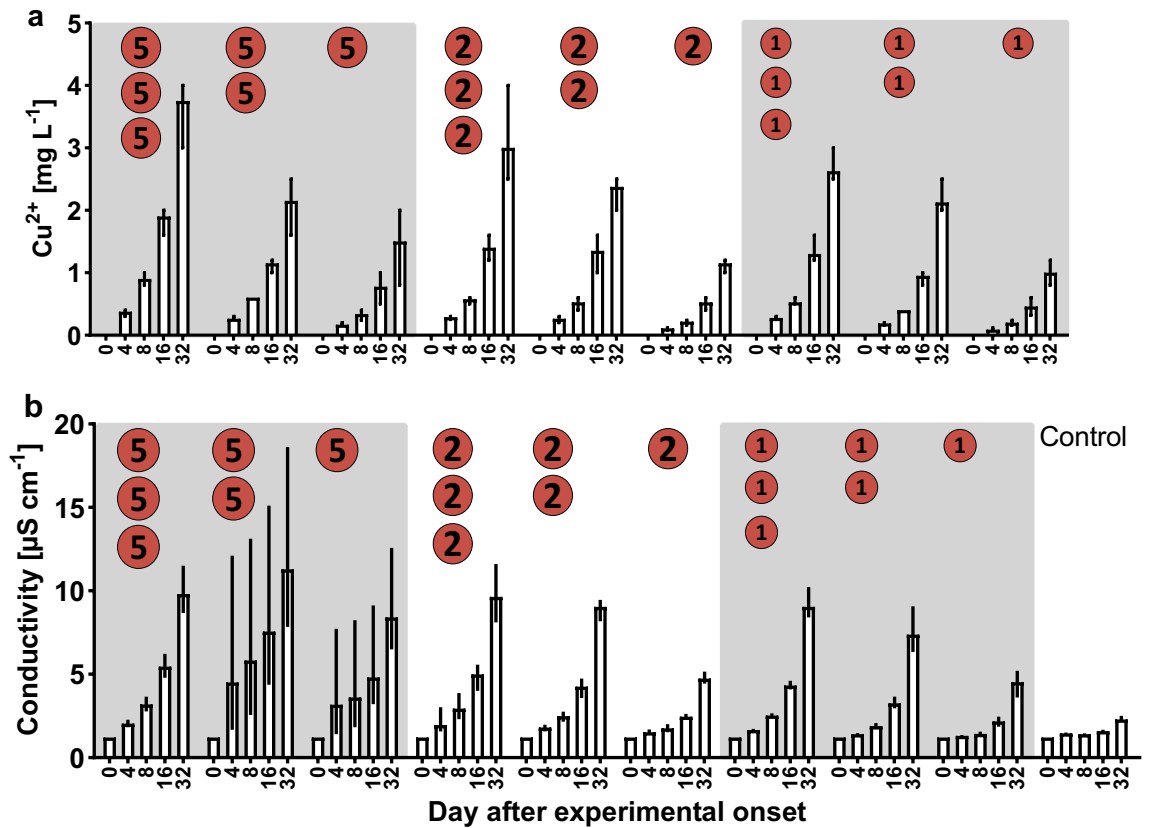 a
Cu²⁺ [mg L⁻¹]
5
4
3
2
1
0
5 5 5 2 2 2 1 1 1
5 5 2 2 1 1
5 2 1
0 4 8 16 32 0 4 8 16 32 0 4 8 16 32 0 4 8 16 32 0 4 8 16 32 0 4 8 16 32 0 4 8 16 32 0 4 8 16 32 0 4 8 16 32
b
Conductivity [µS cm⁻¹]
20
15
10
5
0
5 5 5 2 2 2 1 1 1 Control
5 5 2 2 1 1
5 2 1
0 4 8 16 32 0 4 8 16 32 0 4 8 16 32 0 4 8 16 32 0 4 8 16 32 0 4 8 16 32 0 4 8 16 32 0 4 8 16 32 0 4 8 16 32 0 4 8 16 32
Day after experimental onset